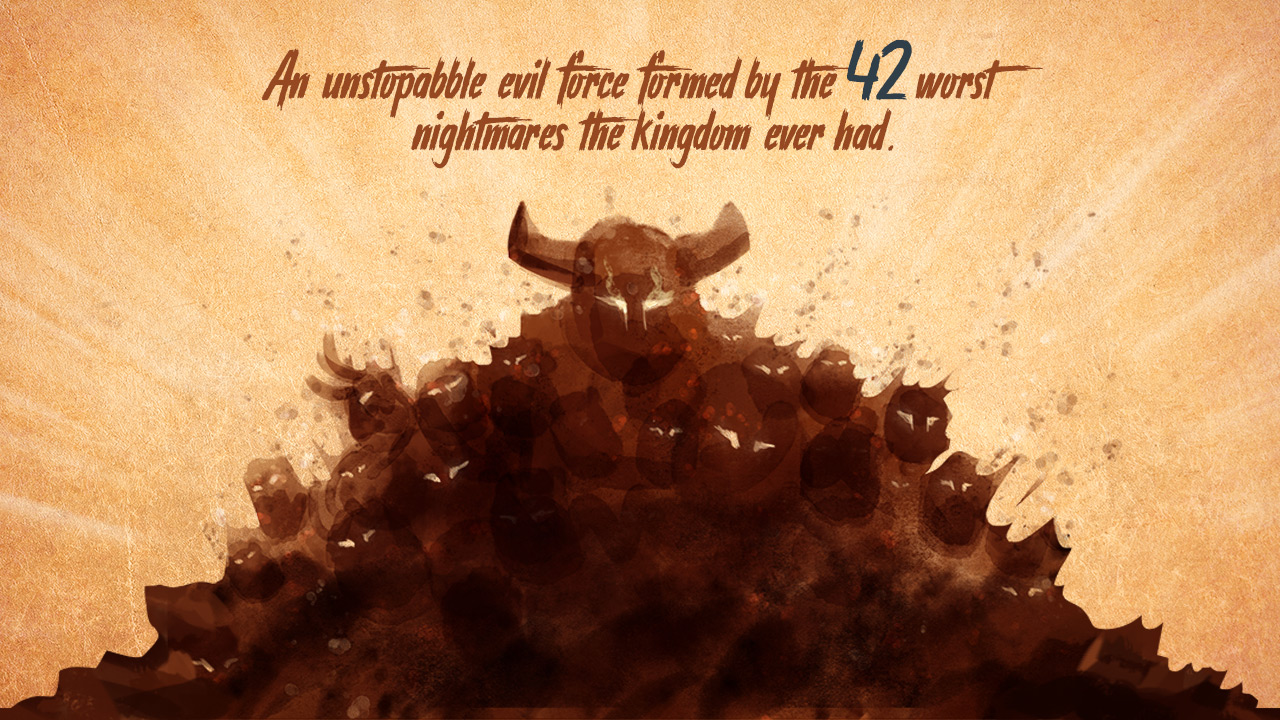 An unstopabble evil force formed by the 42 worst
nightmares the kingdom ever had.